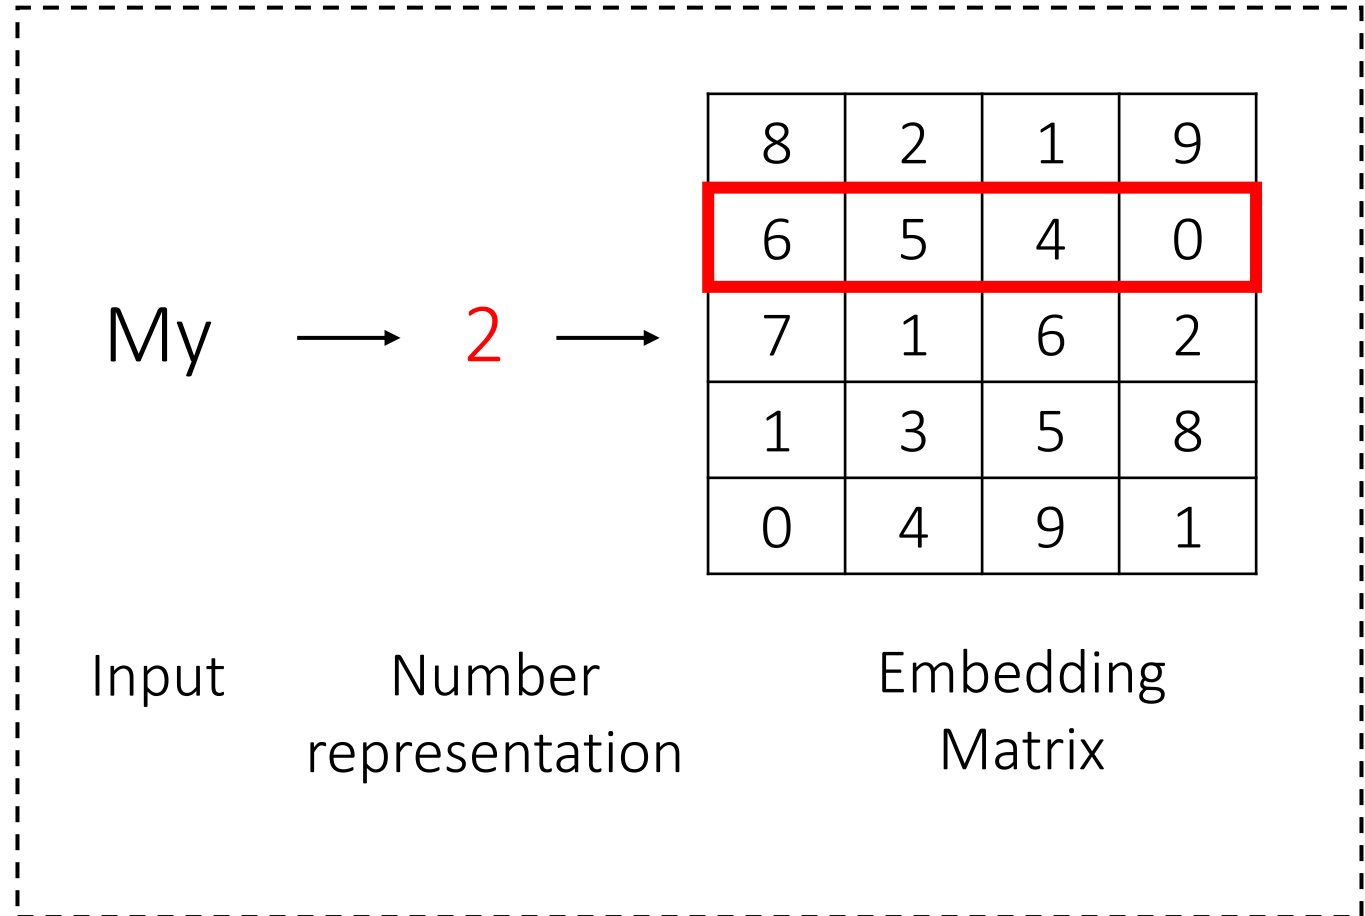 8 2 1 9
6 5 4 0
My 2 7 1 6 2
1 3 5 8
0 4 9 1
Input
Number
representation
Embedding
Matrix